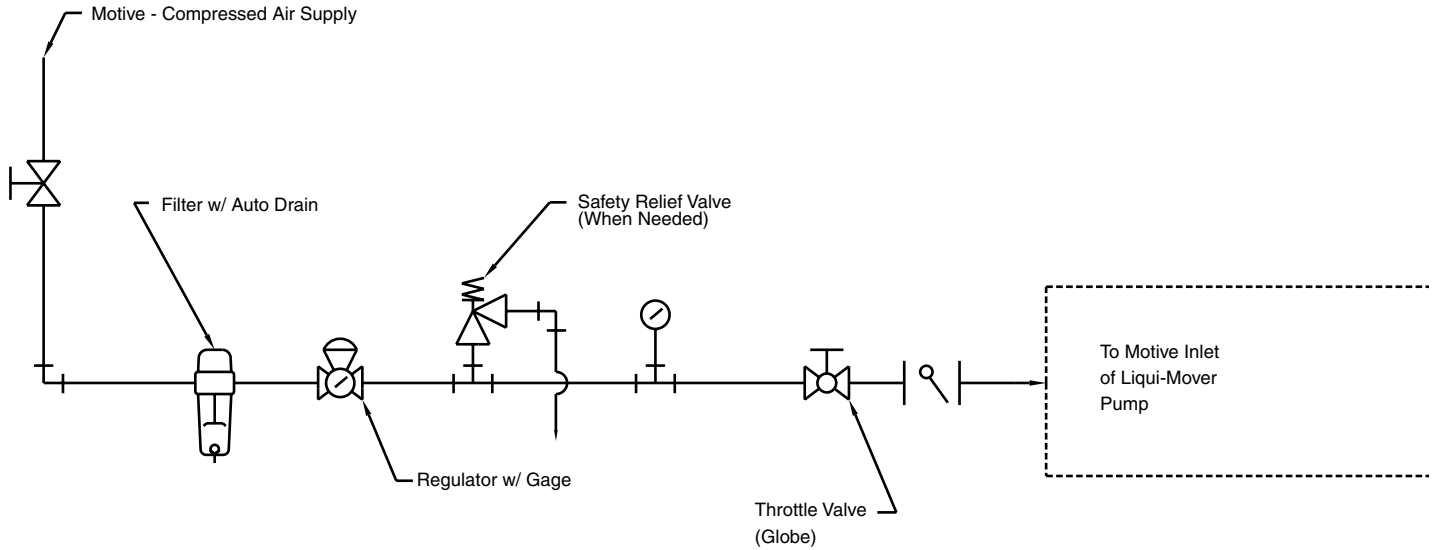 Motive - Compressed Air Supply
Filter w/ Auto Drain
Safety Relief Valve
(When Needed)
To Motive Inlet
of Liqui-Mover
Pump
Regulator w/ Gage
Throttle Valve
(Globe)